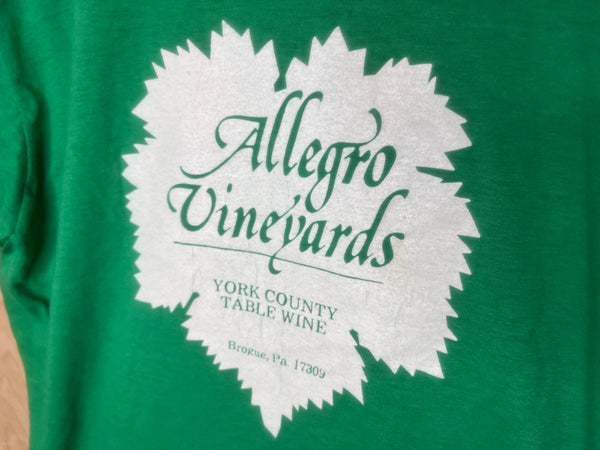 Allegro
Vineyards
YORK COUNTY
TABLE WINE
Brogue, Pa. 17309